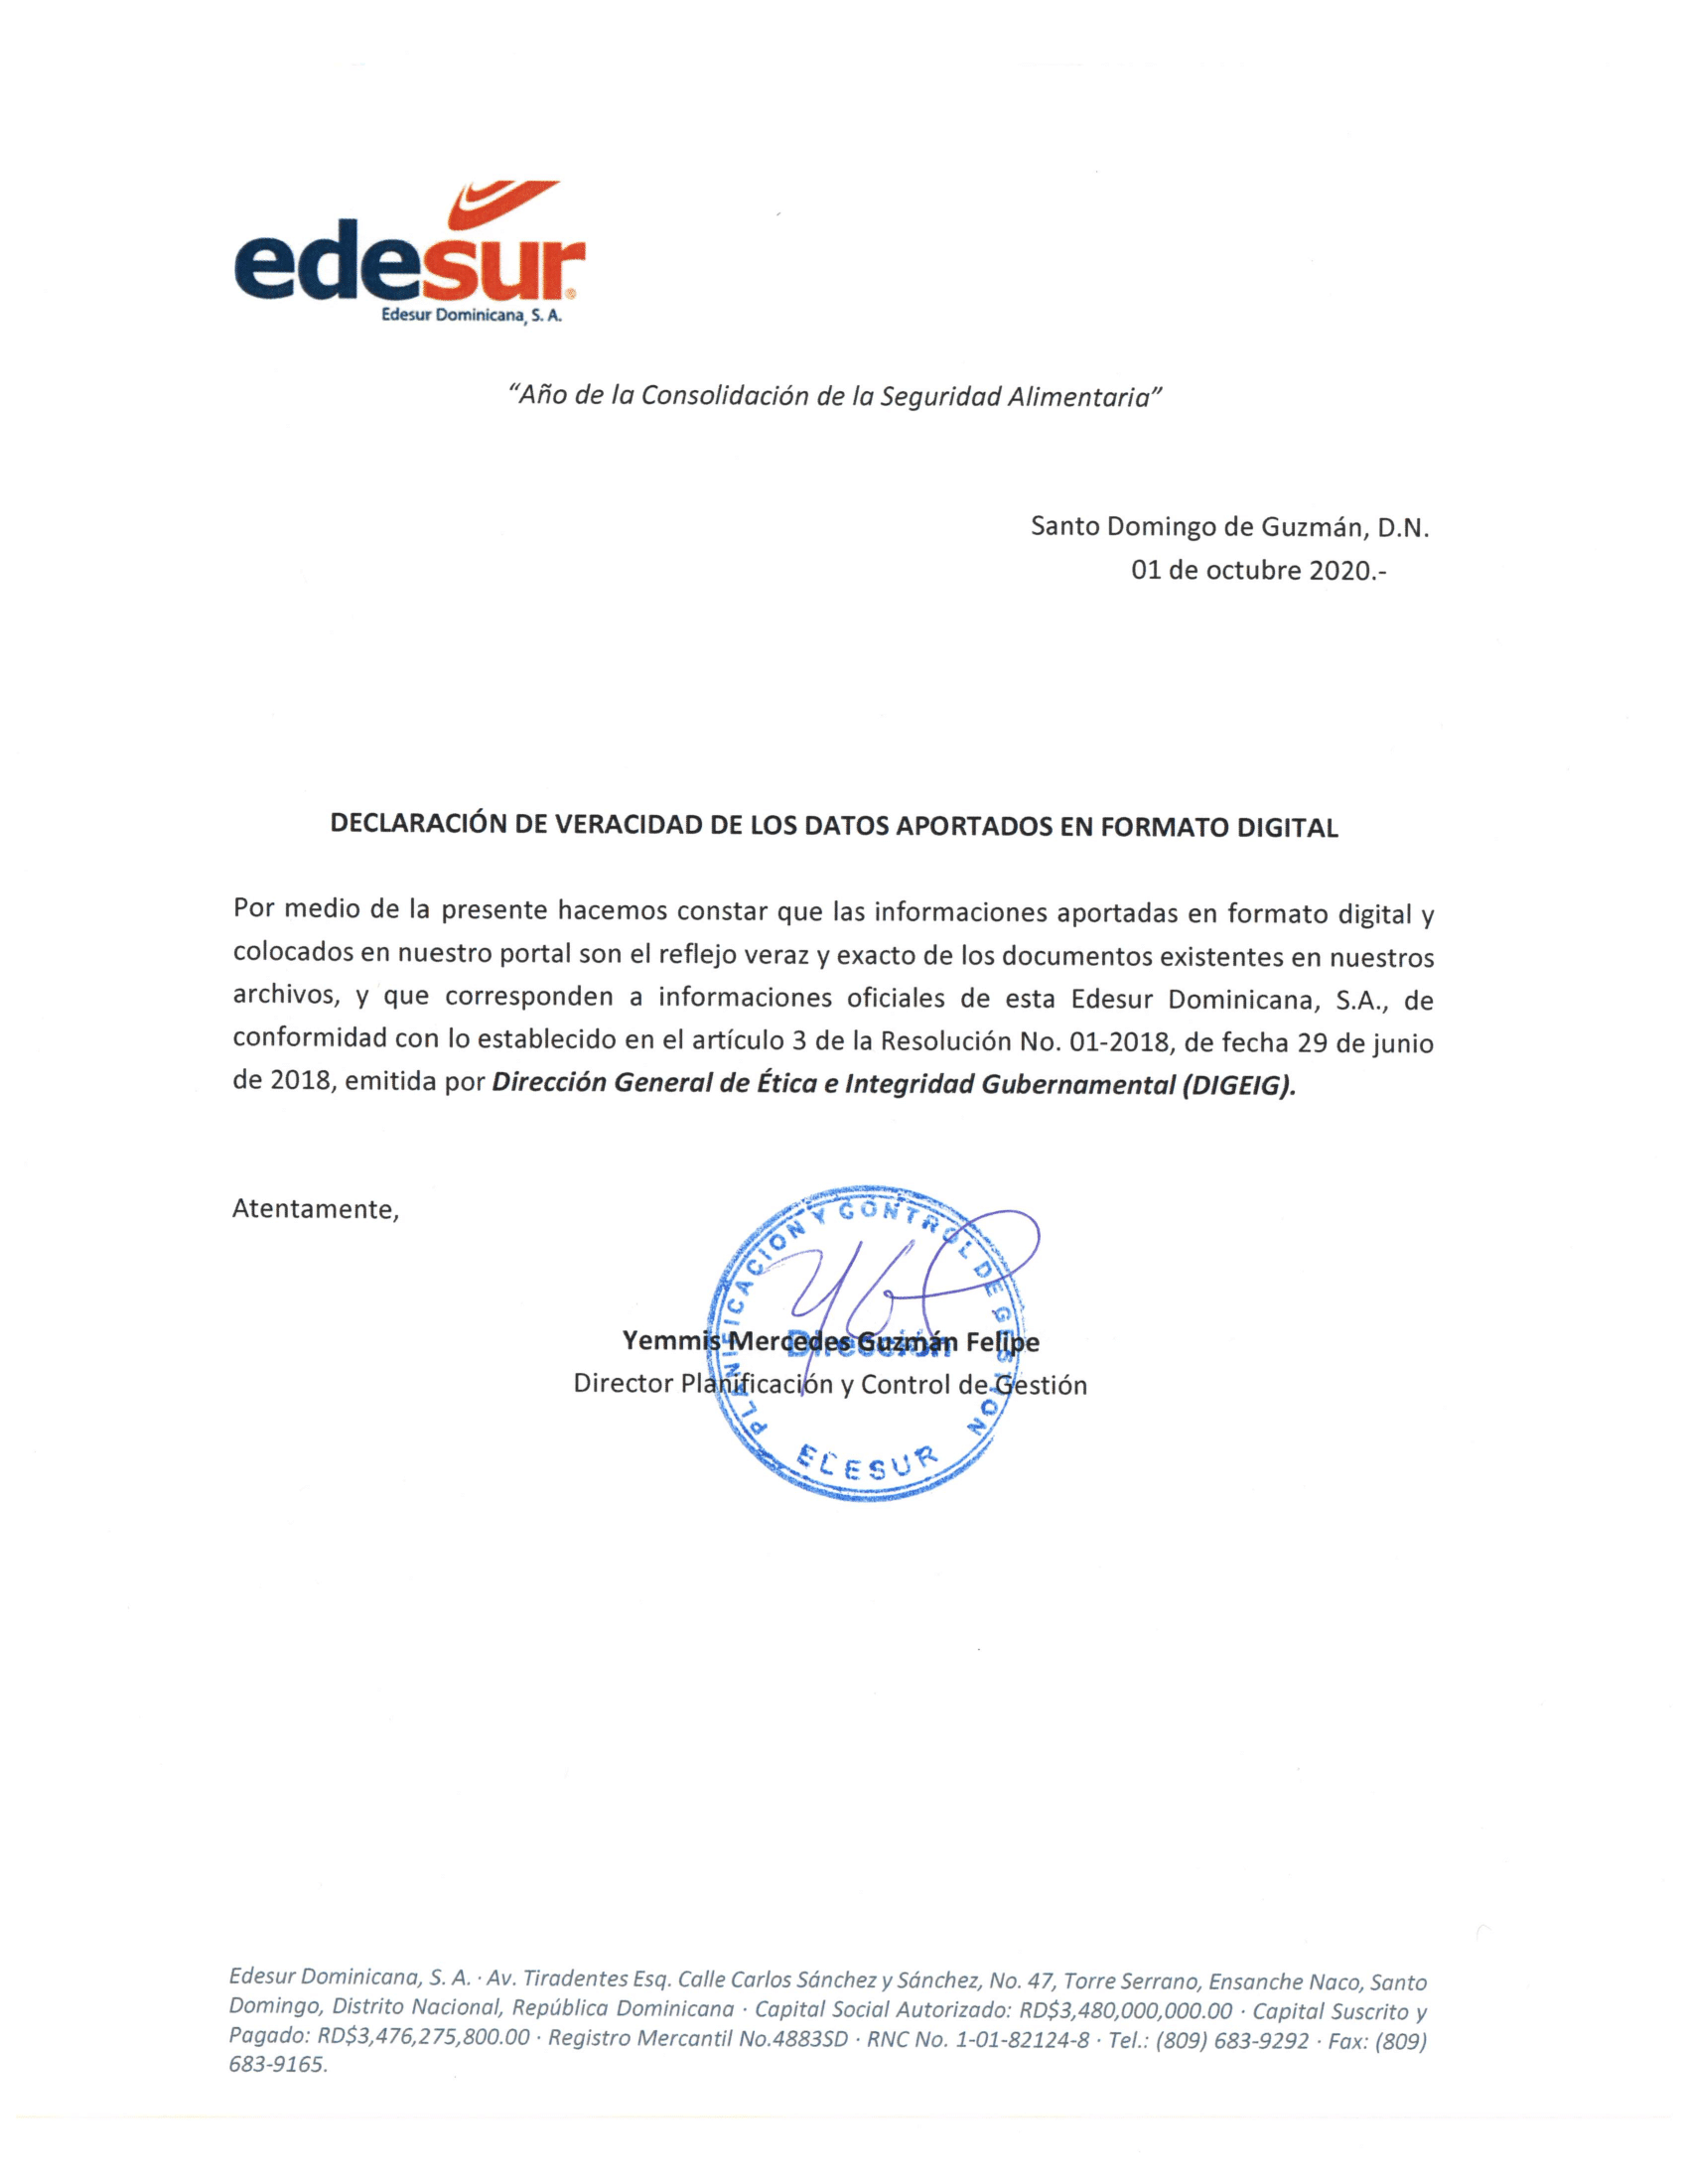 edesur
Edesur Dominicana, S. A.
“Año de la Consolidación de la Seguridad Alimentaria”
Santo Domingo de Guzmán, D.N.
01 de octubre 2020.-
DECLARACIÓN DE VERACIDAD DE LOS DATOS APORTADOS EN FORMATO DIGITAL
Por medio de la presente hacemos constar que las informaciones aportadas en formato digital y
colocados en nuestro portal son el reflejo veraz y exacto de los documentos existentes en nuestros
archivos, y que corresponden a informaciones oficiales de esta Edesur Dominicana, S.A., de
conformidad con lo establecido en el artículo 3 de la Resolución No. 01-2018, de fecha 29 de junio
de 2018, emitida por Dirección General de Ética e Integridad Gubernamental (DIGEIG).
Atentamente,
PLANIFICACION Y CONTROL DE GESTION
Dirección
Yemmis Mercedes Guzmán Felipe
Director Planificación y Control de Gestión
Edesur Dominicana, S. A. · Av. Tiradentes Esq. Calle Carlos Sánchez y Sánchez, No. 47, Torre Serrano, Ensanche Naco, Santo
Domingo, Distrito Nacional, República Dominicana · Capital Social Autorizado: RD$3,480,000,000.00 · Capital Suscrito y
Pagado: RD$3,476,275,800.00 · Registro Mercantil No.4883SD · RNC No. 1-01-82124-8 · Tel.: (809) 683-9292 · Fax: (809)
683-9165.